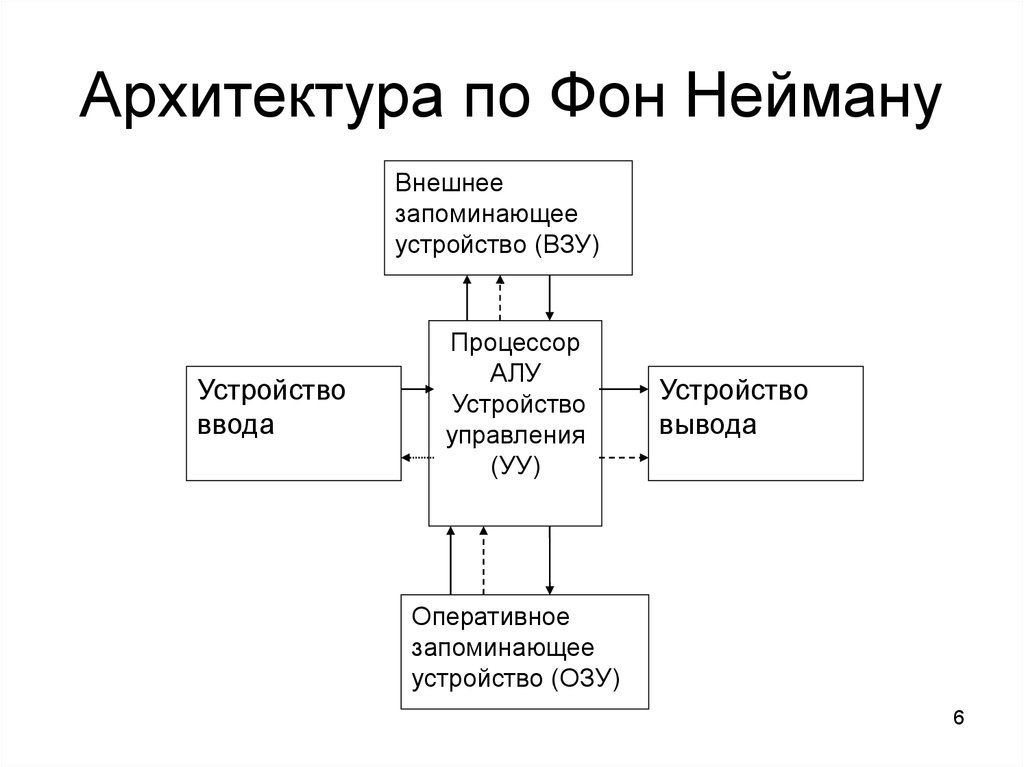 Архитектура по Фон Нейману
Внешнее
запоминающее
устройство (ВЗУ)
Процессор
АЛУ
Устройство
управления
(УУ)
Устройство
ввода
Устройство
вывода
Оперативное
запоминающее
устройство (ОЗУ)
6